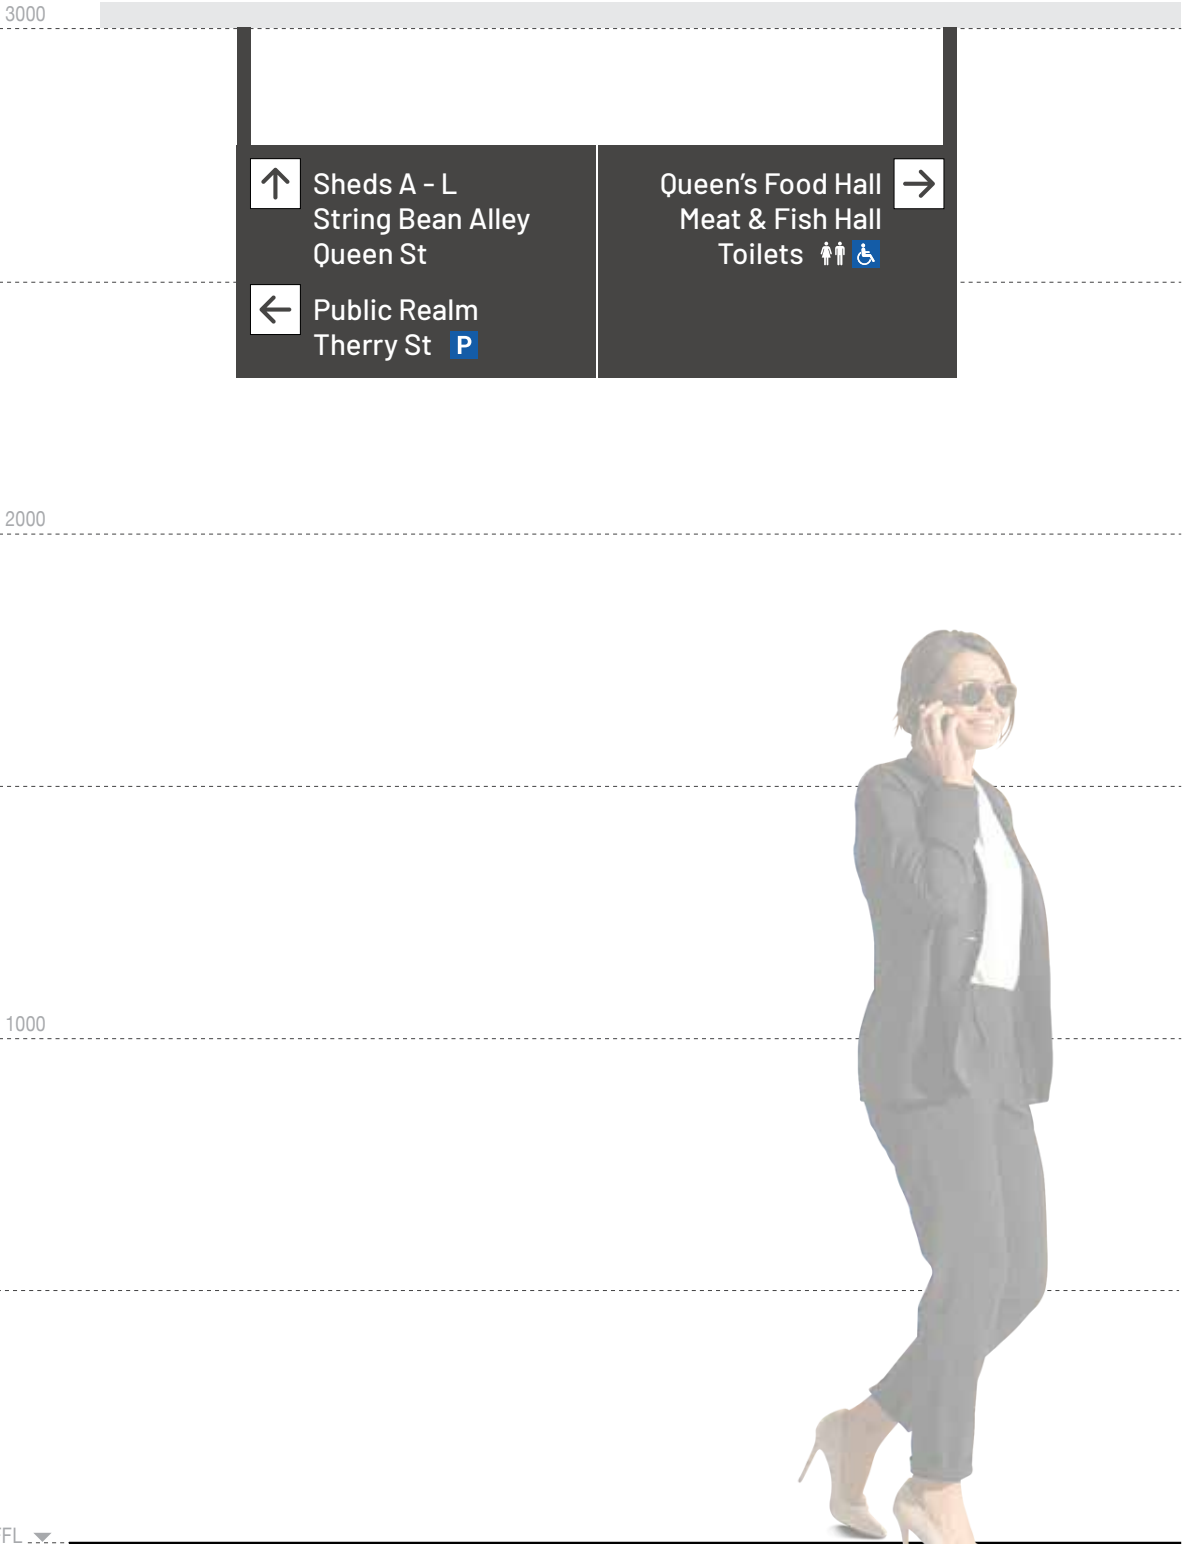 3000
Sheds A - L
String Bean Alley
Queen St
Public Realm
Therry St P
Queen's Food Hall
Meat & Fish Hall
Toilets
2000
1000
FFL